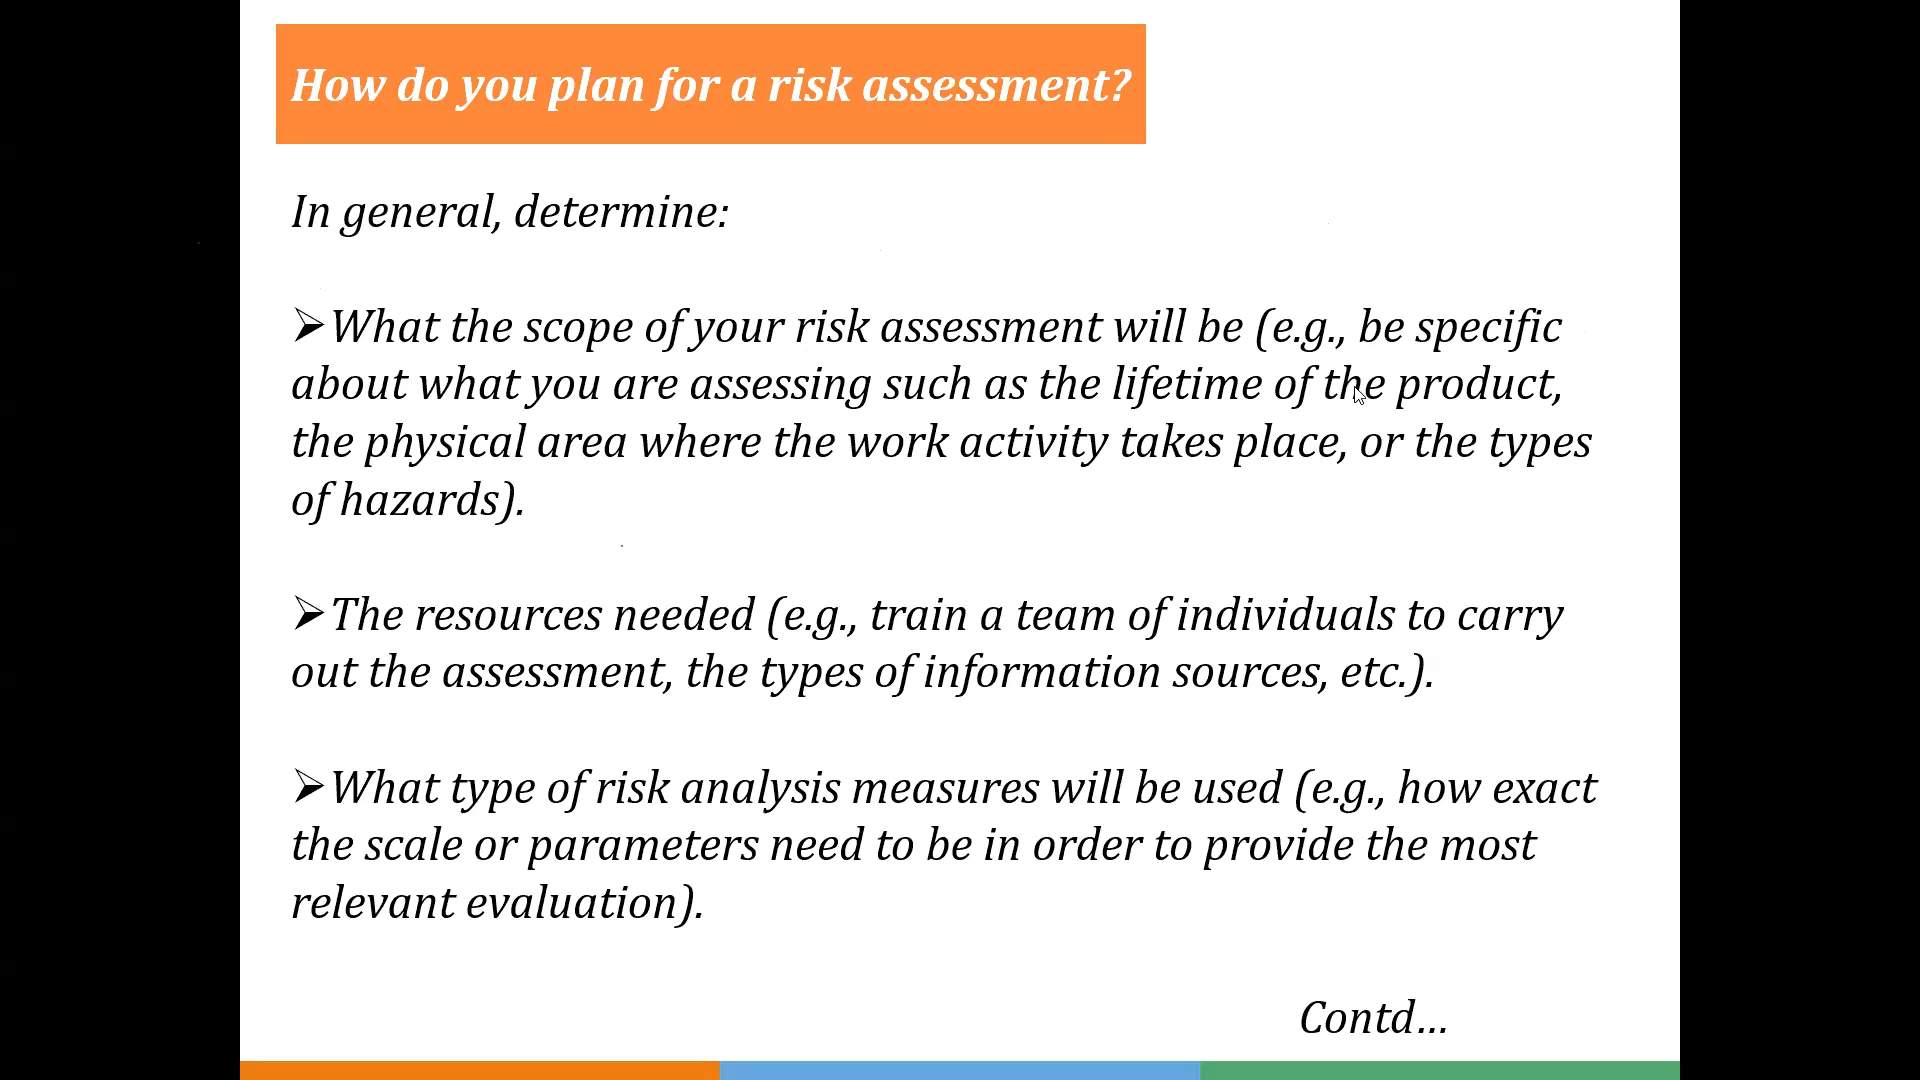 How do you plan for a risk assessment?
In general, determine:
➢What the scope of your risk assessment will be (e.g., be specific
about what you are assessing such as the lifetime of the product,
the physical area where the work activity takes place, or the types
of hazards).
➢The resources needed (e.g., train a team of individuals to carry
out the assessment, the types of information sources, etc.).
➢What type of risk analysis measures will be used (e.g., how exact
the scale or parameters need to be in order to provide the most
relevant evaluation).
Contd...